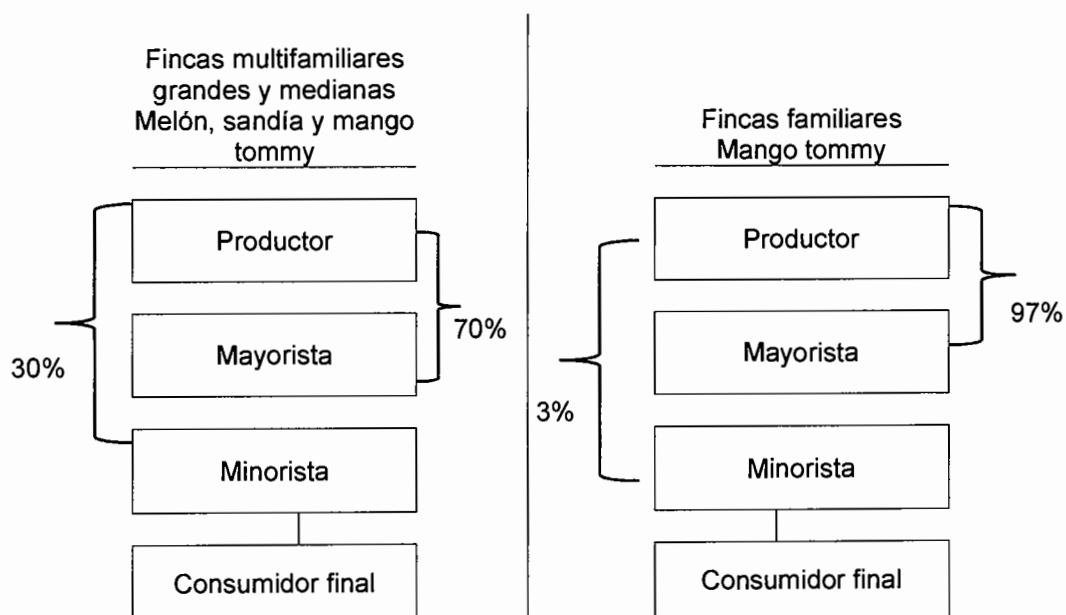 Fincas multifamiliares
grandes y medianas
Melón, sandía y mango
tommy
Productor
Mayorista
Minorista
Consumidor final
30%
70%
Fincas familiares
Mango tommy
Productor
Mayorista
Minorista
Consumidor final
3%
97%